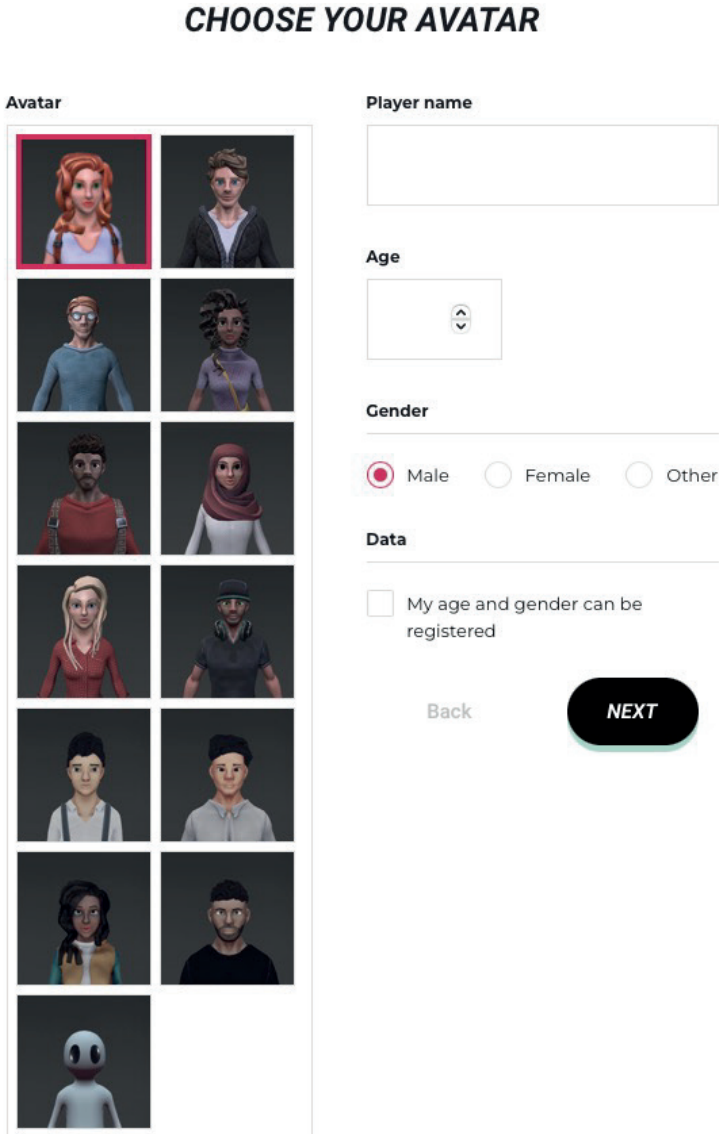 CHOOSE YOUR AVATAR
Avatar
Player name
Age
Gender
Male Female Other
Data
My age and gender can be
registered
Back NEXT